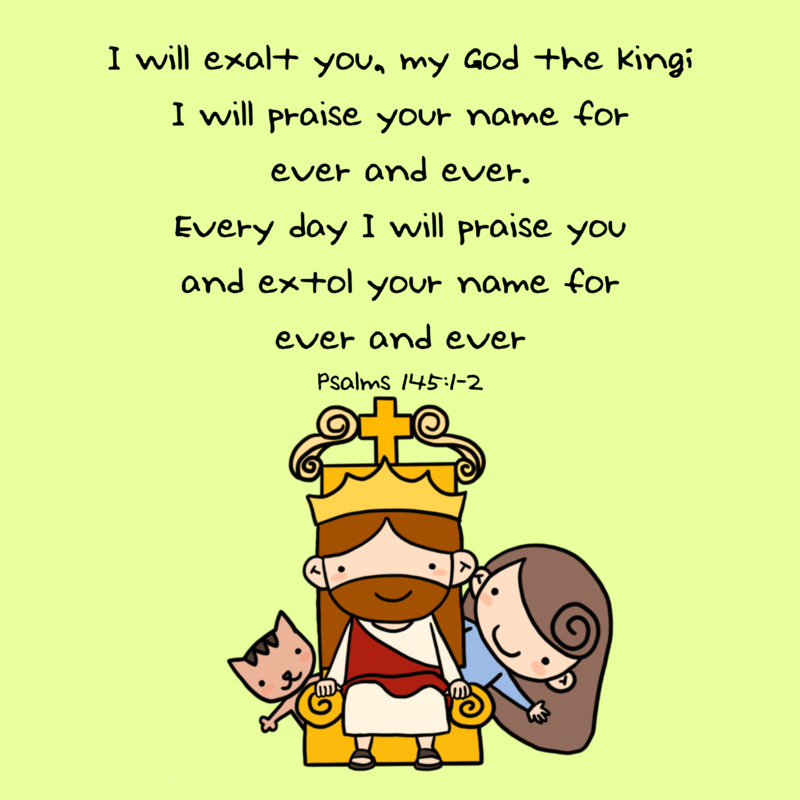 I will exalt you, my God the King;
I will praise your name for
ever and ever.
Every day I will praise you
and extol your name for
ever and ever
Psalms 145:1-2